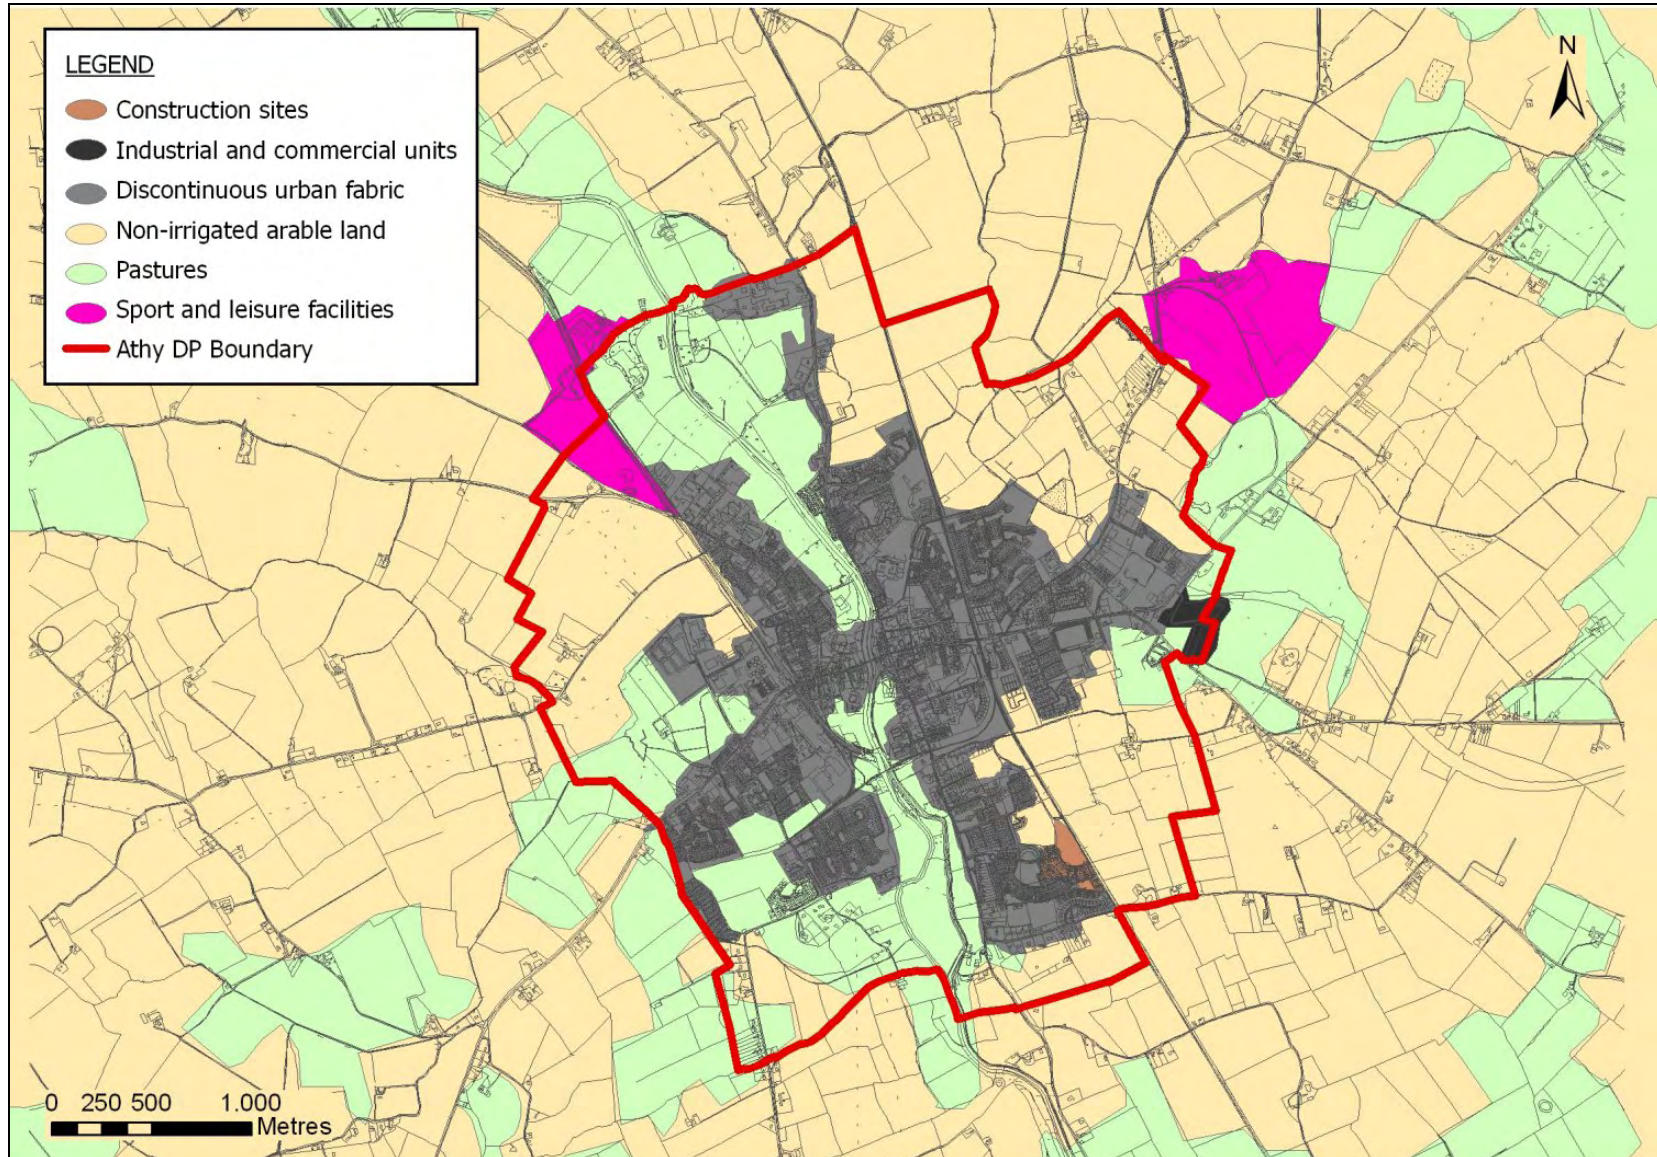 LEGEND
Construction sites
Industrial and commercial units
Discontinuous urban fabric
Non-irrigated arable land
Pastures
Sport and leisure facilities
Athy DP Boundary
N
0 250 500 1.000
Metres